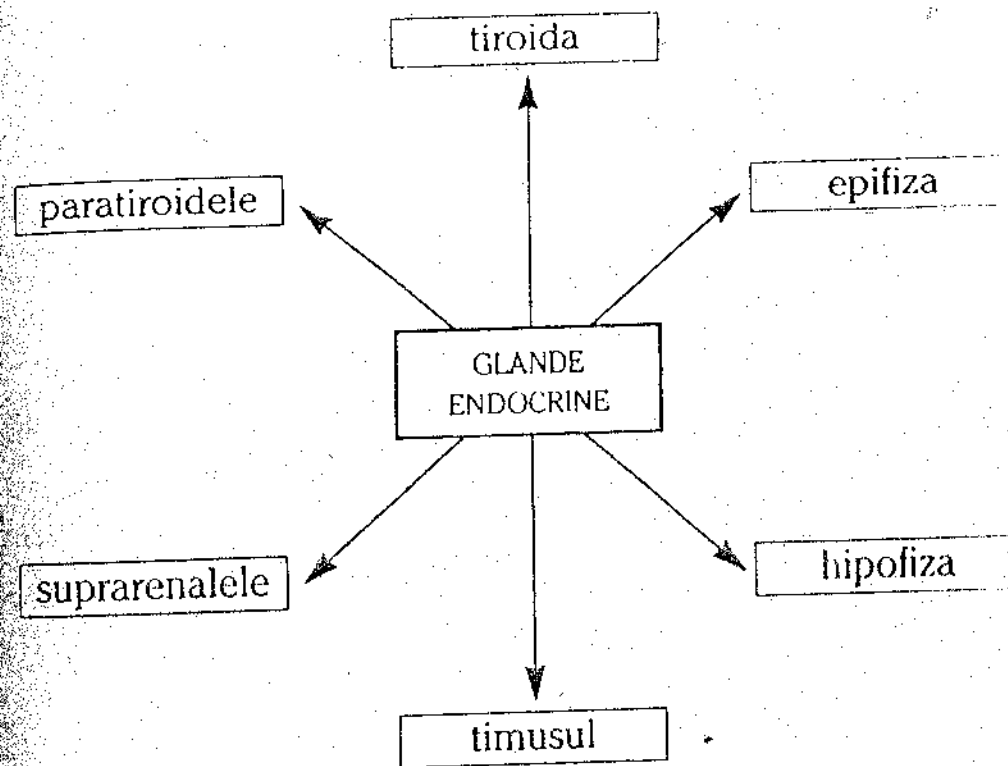 tiroida
epifiza
paratiroidele
GLANDE
ENDOCRINE
suprarenalele
hipofiza
timusul